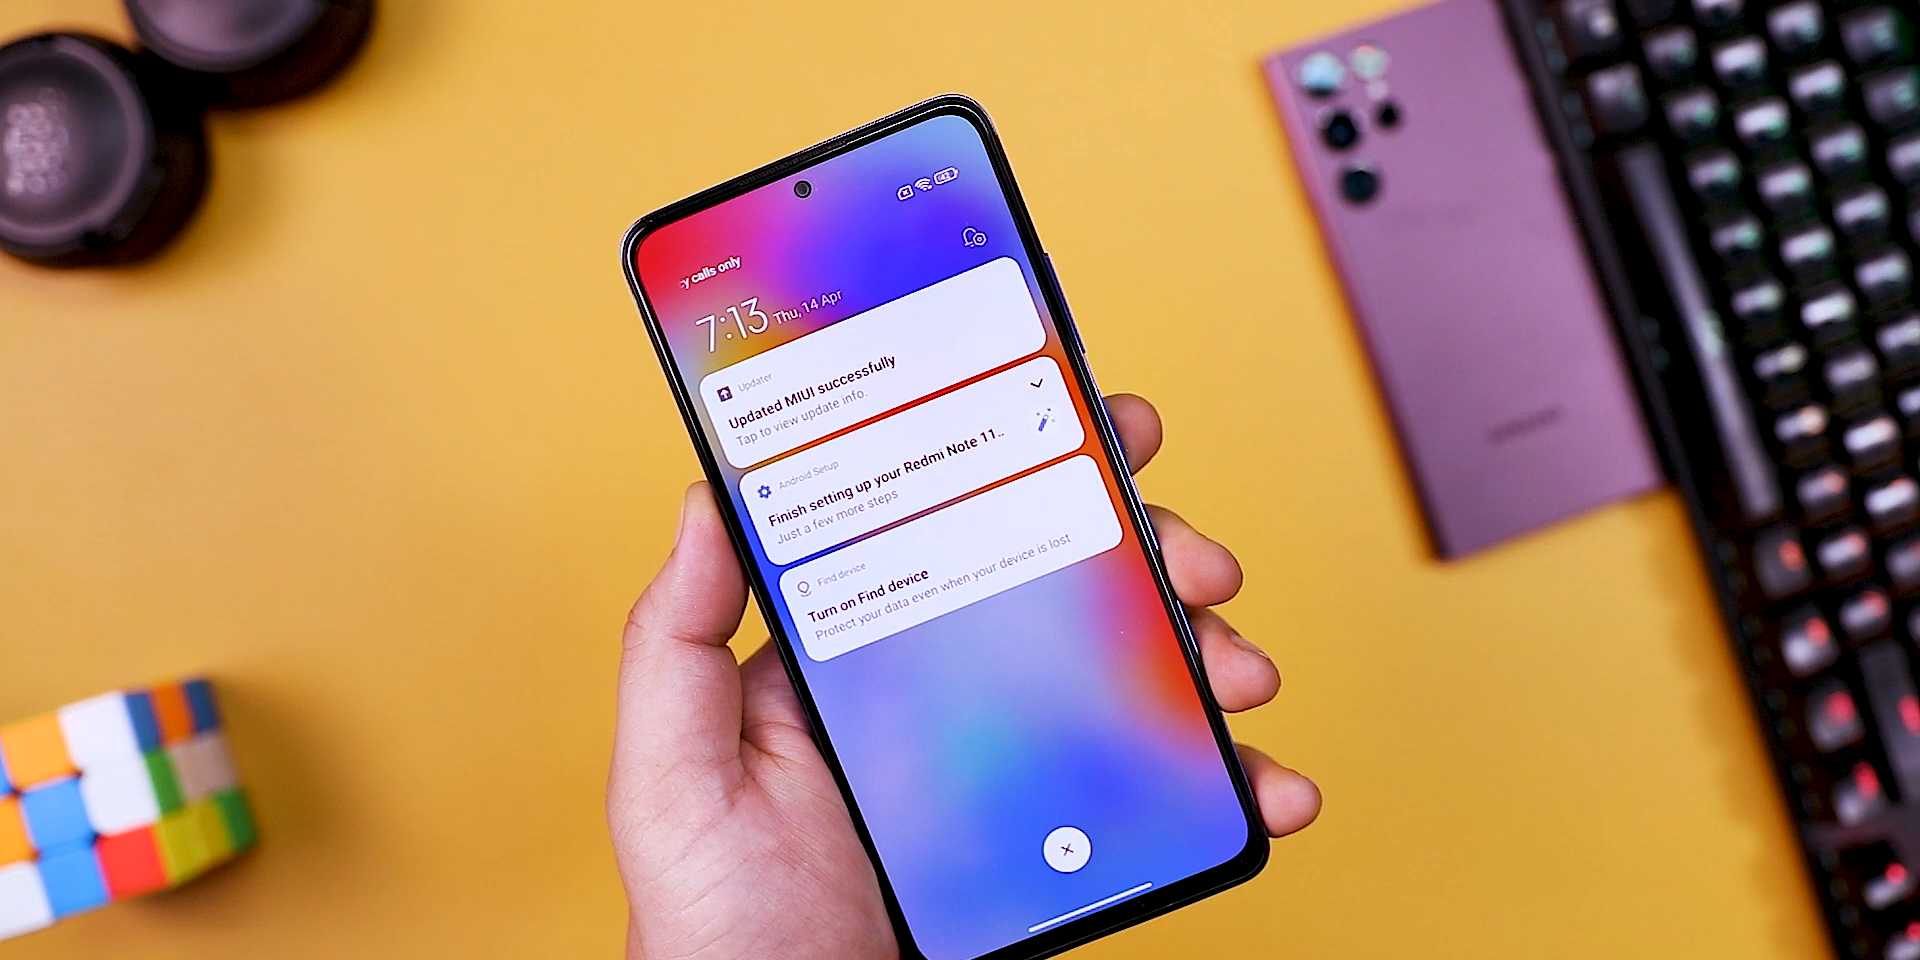 y calls only
42
7:13 Thu, 14 Apr
Updater
Updated MIUI successfully
Tap to view update info.
Android Setup
Finish setting up your Redmi Note 11..
Just a few more steps
Find device
Turn on Find device
Protect your data even when your device is lost
SAMSUNG